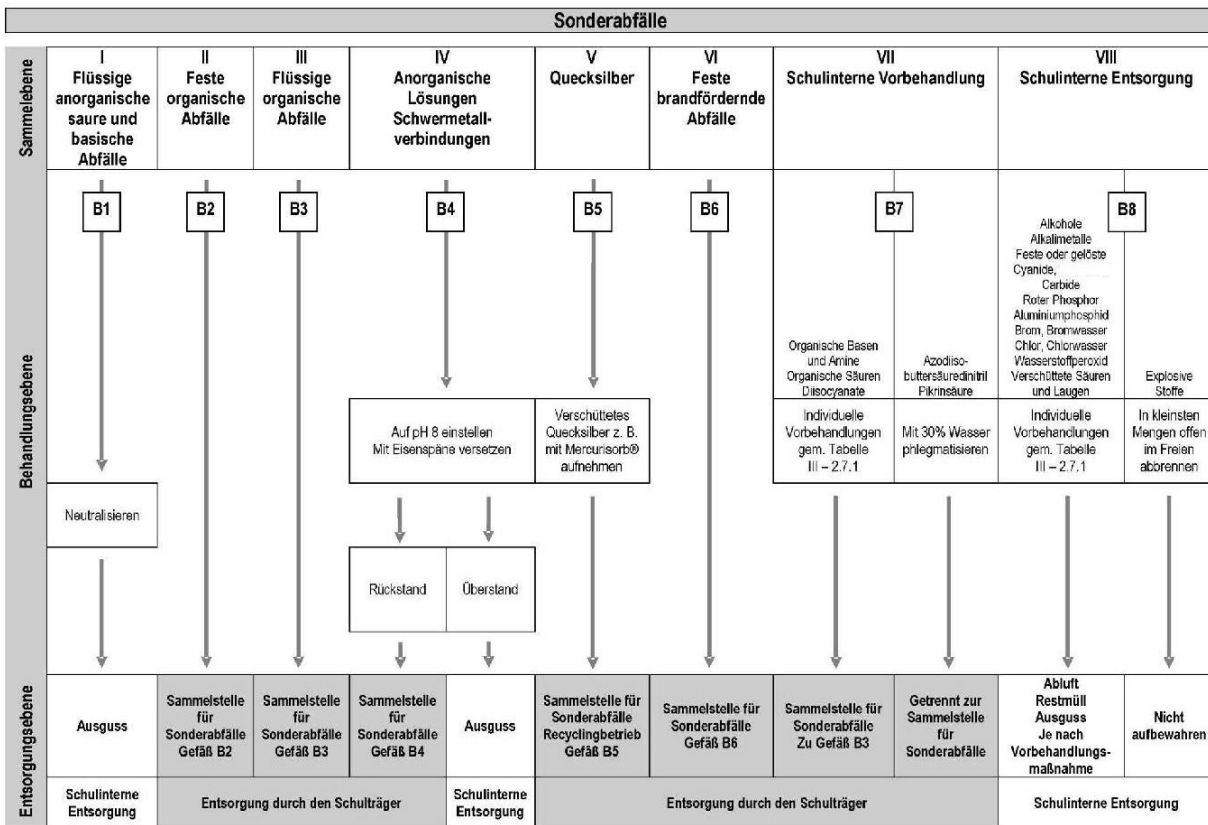 Sonderabfälle
Sammelebene
I
Flüssige
anorganische
saure und
basische
Abfälle
II
Feste
organische
Abfälle
III
Flüssige
organische
Abfälle
IV
Anorganische
Lösungen
Schwermetall-
verbindungen
V
Quecksilber
VI
Feste
brandfördernde
Abfälle
VII
Schulinterne Vorbehandlung
VIII
Schulinterne Entsorgung
Behandlungsebene
B1
B2
B3
B4
B5
B6
B7
B8
Neutralisieren
Auf pH 8 einstellen
Mit Eisenspäne versetzen
Rückstand
Überstand
Verschüttetes
Quecksilber z. B.
mit Mercurisorb®
aufnehmen
Organische Basen
und Amine
Organische Säuren
Diisocyanate
Individuelle
Vorbehandlungen
gem. Tabelle
III – 2.7.1
Azodiiso-
buttersäuredinitril
Pikrinsäure
Mit 30% Wasser
phlegmatisieren
Alkohole
Alkalimetalle
Feste oder gelöste
Cyanide,
Carbide
Roter Phosphor
Aluminiumphosphid
Brom, Bromwasser
Chlor, Chlorwasser
Wasserstoffperoxid
Verschüttete Säuren
und Laugen
Individuelle
Vorbehandlungen
gem. Tabelle
III – 2.7.1
Explosive
Stoffe
In kleinsten
Mengen offen
im Freien
abbrennen
Entsorgungsebene
Ausguss
Sammelstelle
für
Sonderabfälle
Gefäß B2
Sammelstelle
für
Sonderabfälle
Gefäß B3
Sammelstelle
für
Sonderabfälle
Gefäß B4
Ausguss
Sammelstelle für
Sonderabfälle
Recyclingbetrieb
Gefäß B5
Sammelstelle für
Sonderabfälle
Gefäß B6
Sammelstelle für
Sonderabfälle
Zu Gefäß B3
Getrennt zur
Sammelstelle
für
Sonderabfälle
Abluft
Restmüll
Ausguss
Je nach
Vorbehandlungs-
maßnahme
Nicht
aufbewahren
Schulinterne
Entsorgung
Entsorgung durch den Schulträger
Schulinterne
Entsorgung
Entsorgung durch den Schulträger
Schulinterne Entsorgung